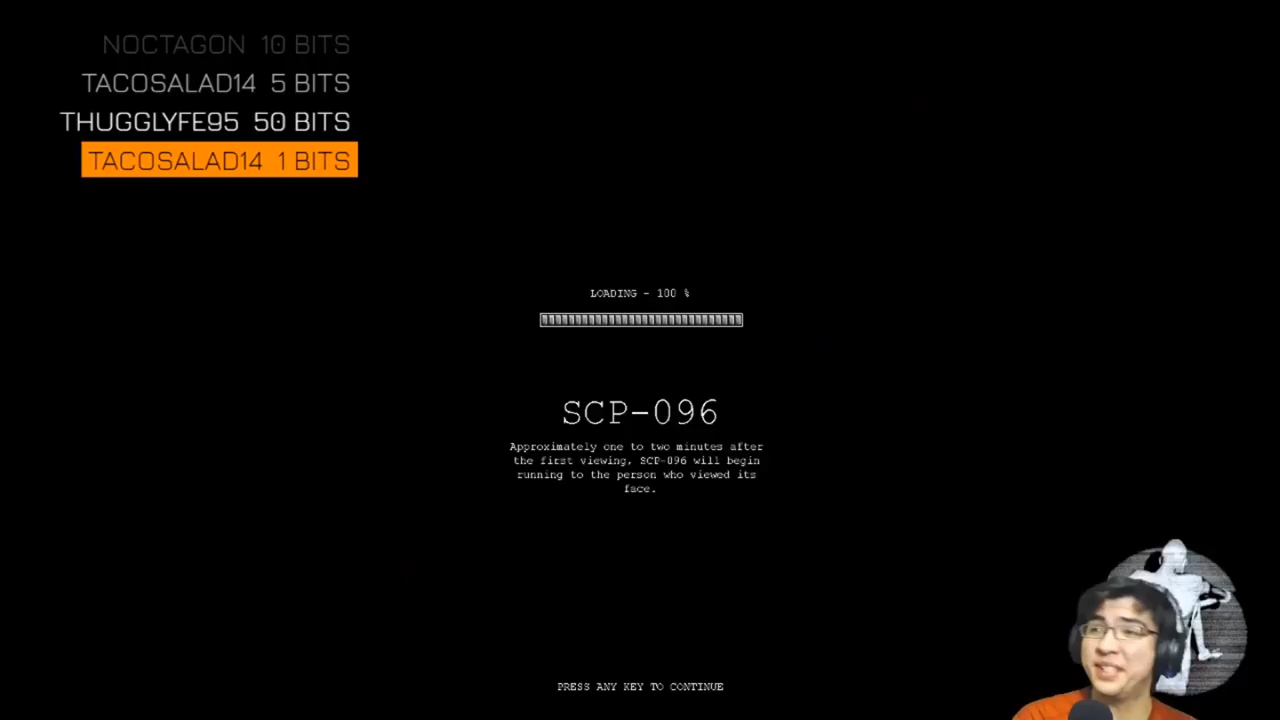 NOCTAGON 10 BITS
TACOSALAD14 5 BITS
THUGGLYFE95 50 BITS
TACOSALAD14 1 BITS
LOADING - 100 %
SCP-096
Approximately one to two minutes after
the first viewing, SCP-096 will begin
running to the person who viewed its
face.
PRESS ANY KEY TO CONTINUE